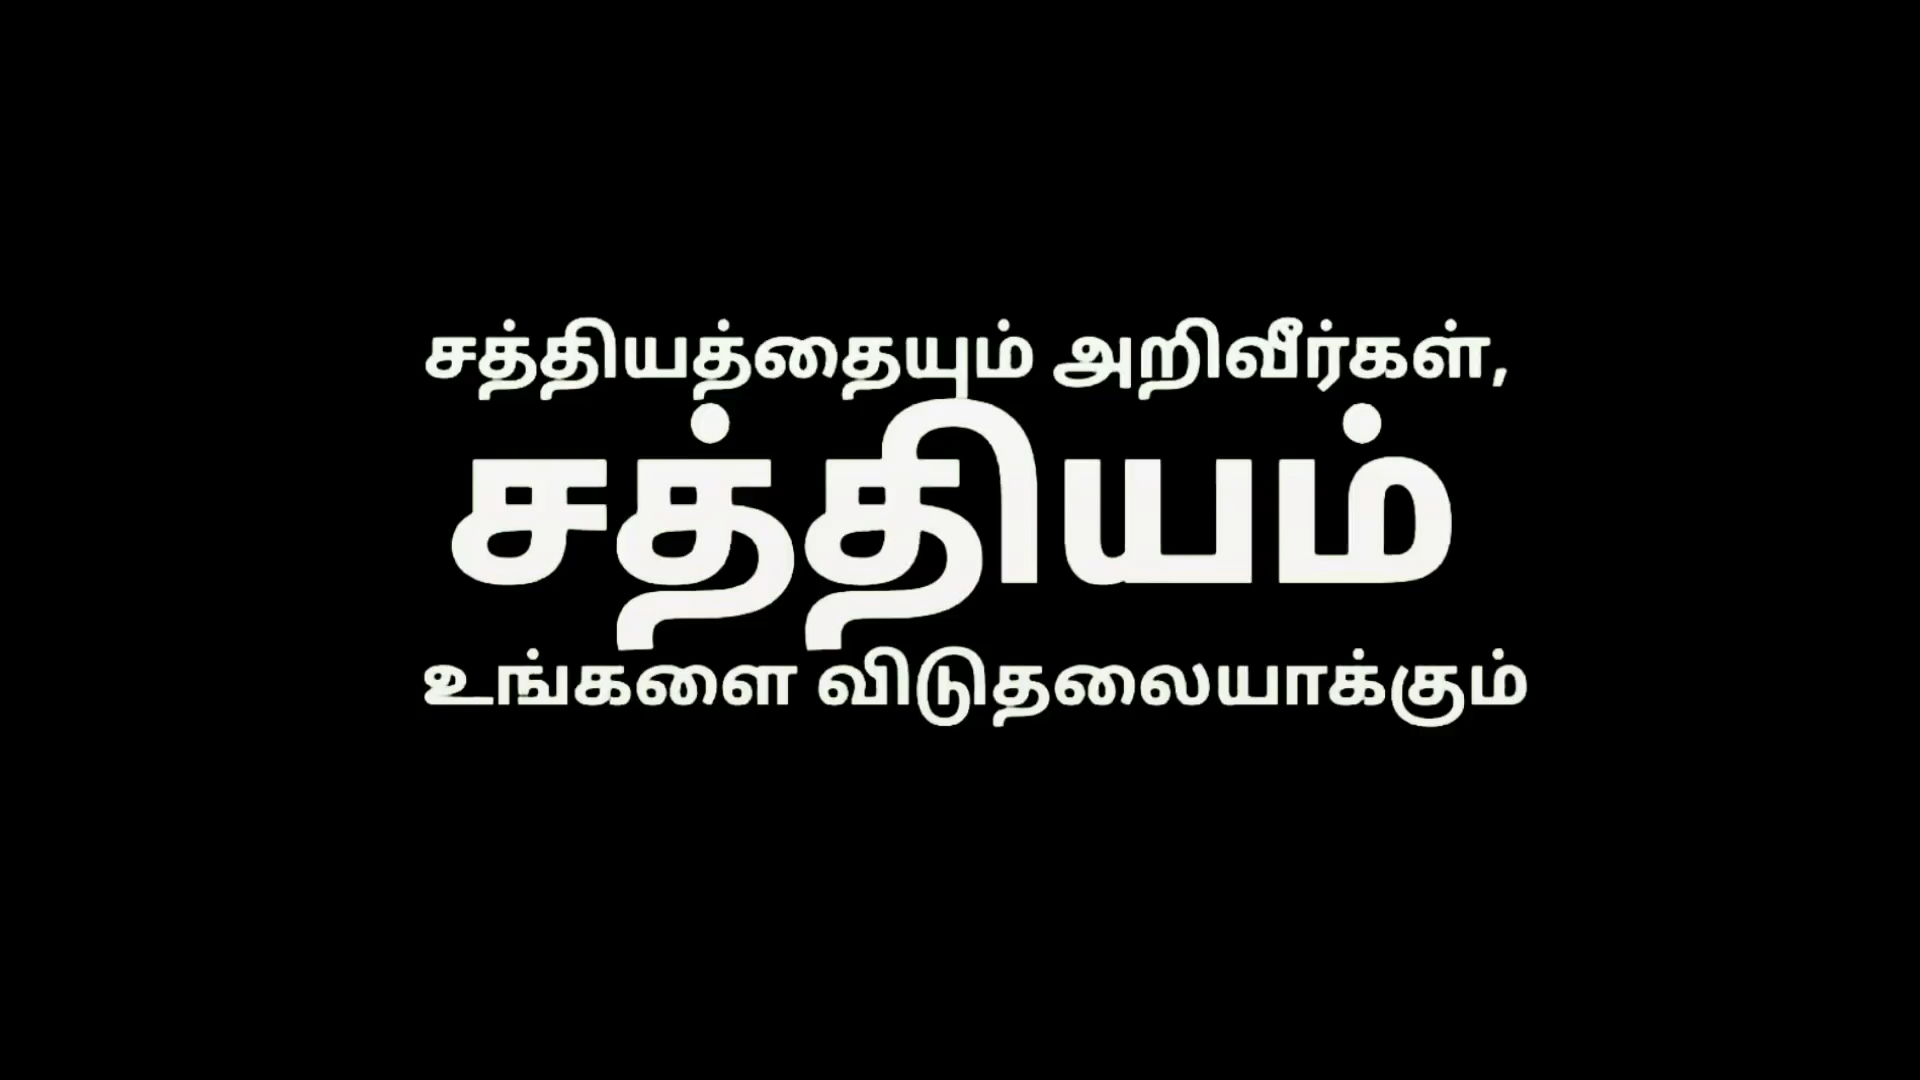 சத்தியத்தையும் அறிவீர்கள்,
சத்தியம்
உங்களை விடுதலையாக்கும்